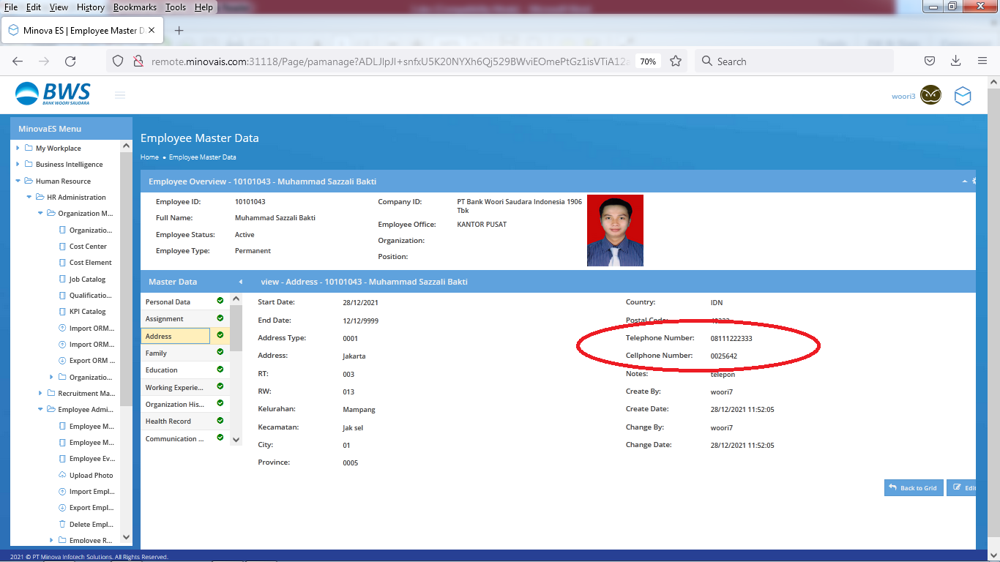 File Edit View History Bookmarks Tools Help
Minova ES | Employee Master D
remote.minovais.com:31118/Page/pamanage?ADLJlpJl+snfxU5K20NYXh6Qj529BWviEOmePtGz1isVTiA12a 70% Search
BWS
BANK WOORI SAUDARA
woori3
MinovaES Menu
My Workplace
Business Intelligence
Human Resource
HR Administration
Organization M...
Organizatio...
Cost Center
Cost Element
Job Catalog
Qualificatio...
KPI Catalog
Import ORM...
Import ORM...
Export ORM ...
Organizatio...
Recruitment Ma...
Employee Admi...
Employee M...
Employee M...
Employee Ev...
Upload Photo
Import Empl...
Export Empl...
Delete Empl...
Employee R...
Employee Master Data
Home • Employee Master Data
Employee Overview - 10101043 - Muhammad Sazzali Bakti
Employee ID: 10101043
Full Name: Muhammad Sazzali Bakti
Employee Status: Active
Employee Type: Permanent
Company ID: PT Bank Woori Saudara Indonesia 1906
Tbk
Employee Office: KANTOR PUSAT
Organization:
Position:
Master Data
Personal Data
Assignment
Address
Family
Education
Working Experie...
Organization His...
Health Record
Communication ...
view - Address - 10101043 - Muhammad Sazzali Bakti
Start Date: 28/12/2021
End Date: 12/12/9999
Address Type: 0001
Address: Jakarta
RT: 003
RW: 013
Kelurahan: Mampang
Kecamatan: Jak sel
City: 01
Province: 0005
Country: IDN
Postal Code:
Telephone Number: 08111222333
Cellphone Number: 0025642
Notes: telepon
Create By: woori7
Create Date: 28/12/2021 11:52:05
Change By: woori7
Change Date: 28/12/2021 11:52:05
Back to Grid Edit
2021 © PT Minova Infotech Solutions. All Rights Reserved.